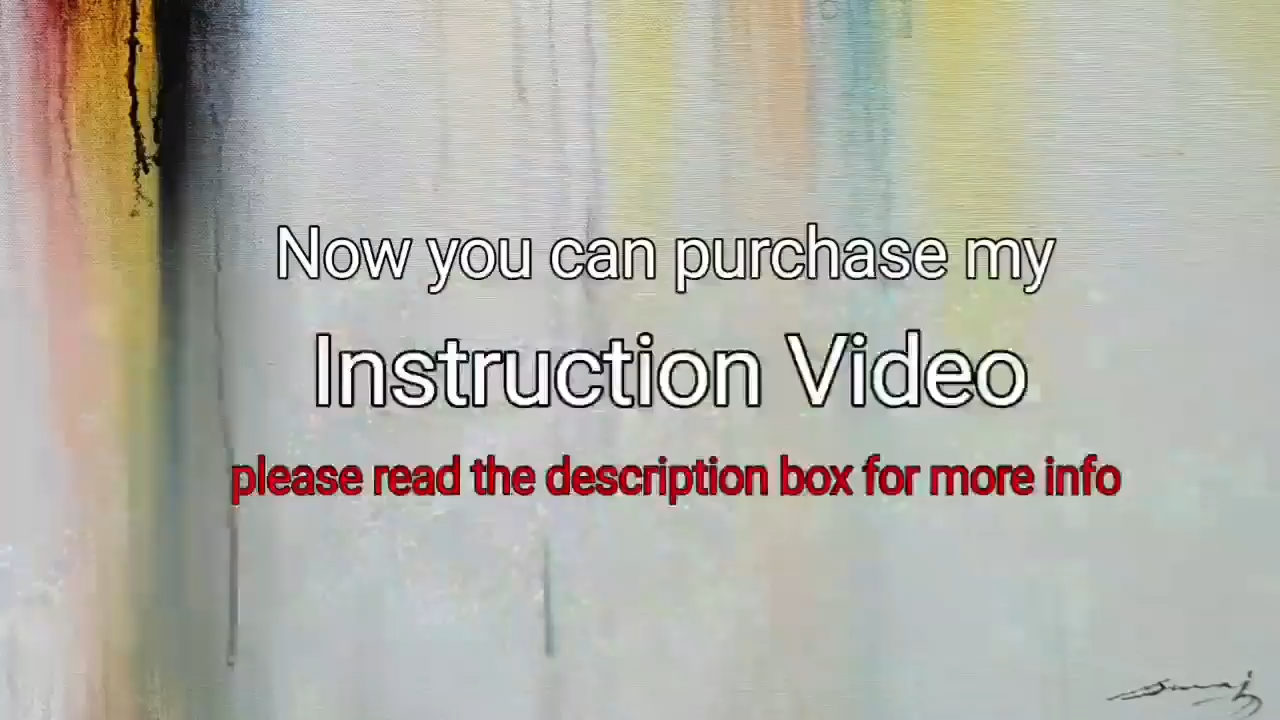 Now you can purchase my
Instruction Video
please read the description box for more info